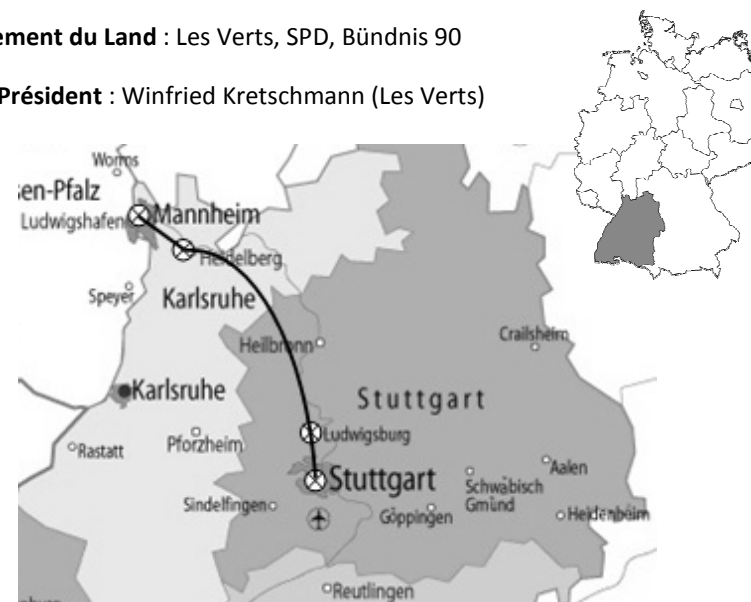 ement du Land : Les Verts, SPD, Bündnis 90
Président : Winfried Kretschmann (Les Verts)
Worms
en-Pfalz
Ludwigshafen
Mannheim
Heidelberg
Speyer
Karlsruhe
Heilbronn
Crailsheim
Karlsruhe
Stuttgart
Rastatt
Pforzheim
Ludwigsburg
Stuttgart
Aalen
Schwäbisch
Gmünd
Sindelfingen
Göppingen
Heidenheim
Reutlingen